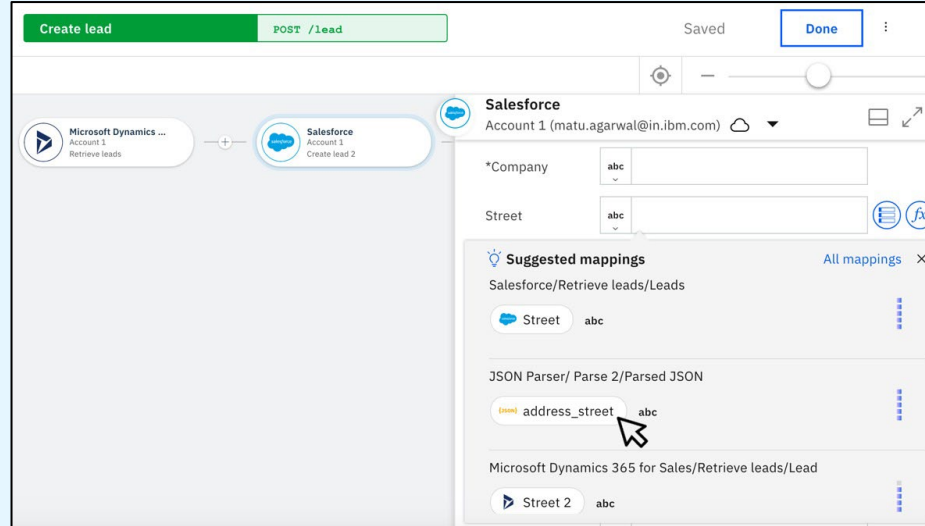 Create lead
POST /lead
Saved
Done
Salesforce
Account 1 (matu.agarwal@in.ibm.com)
Microsoft Dynamics ...
Account 1
Retrieve leads
salesforce
Salesforce
Account 1
Create lead 2
*Company
abc
Street
abc
fx
Suggested mappings
All mappings
Salesforce/Retrieve leads/Leads
Street
abc
JSON Parser/ Parse 2/Parsed JSON
{json}
address_street
abc
Microsoft Dynamics 365 for Sales/Retrieve leads/Lead
Street 2
abc